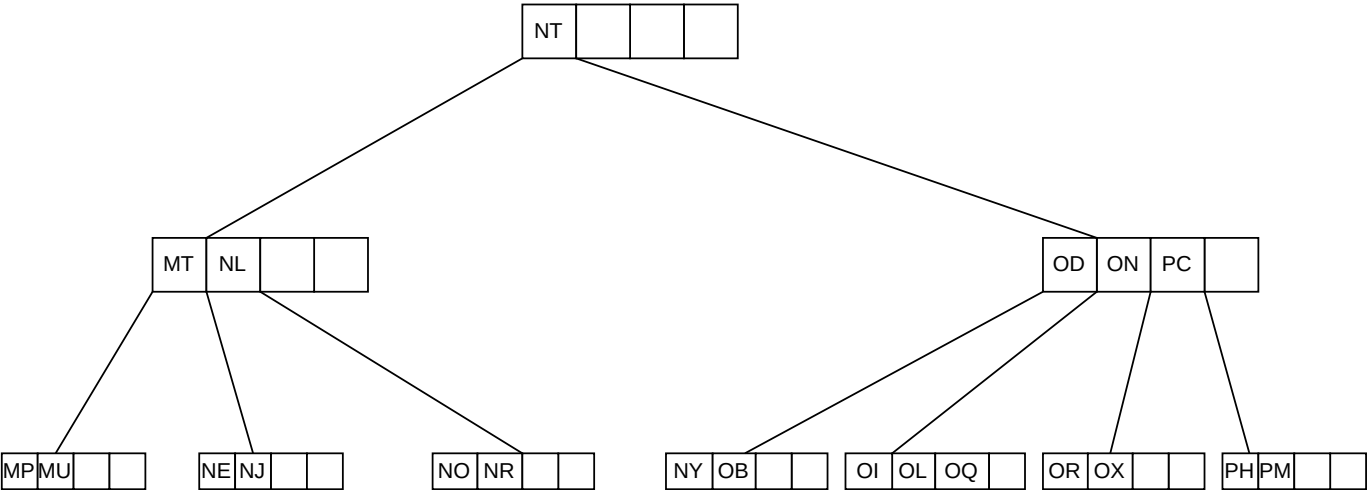 NT
MT NL
OD ON PC
MP MU
NE NJ
NO NR
NY OB
OI OL OQ
OR OX
PH PM